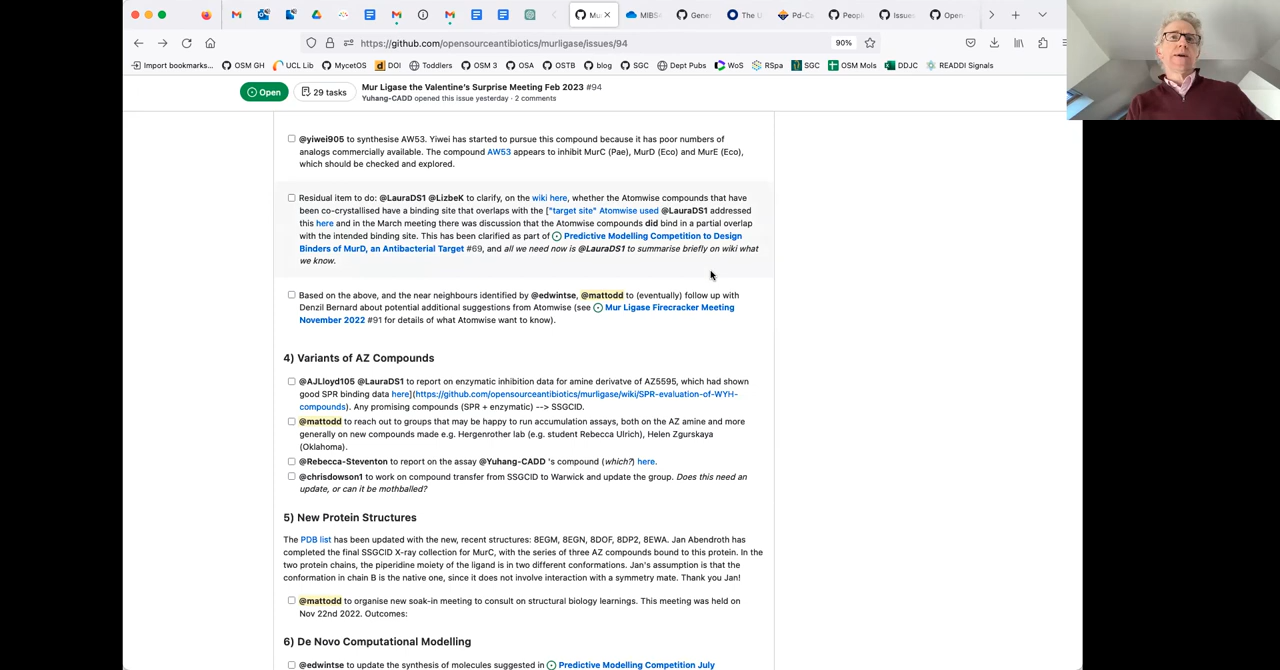 Mu
MIBS4
Gener
The U
Pd-Ca
Peopl
Issues
Open
https://github.com/opensourceantibiotics/murligase/issues/94
90%
Import bookmarks...
OSM GH
UCL Lib
MycetOS
DOI
Toddlers
OSM 3
OSA
OSTB
blog
SGC
Dept Pubs
WoS
RSpa
SGC
OSM Mols
DDJC
READDI Signals
Open
29 tasks
Mur Ligase the Valentine's Surprise Meeting Feb 2023 #94
Yuhang-CADD opened this issue yesterday · 2 comments
@yiwei905 to synthesise AW53. Yiwei has started to pursue this compound because it has poor numbers of
analogs commercially available. The compound AW53 appears to inhibit MurC (Pae), MurD (Eco) and MurE (Eco),
which should be checked and explored.
Residual item to do: @LauraDS1 @LizbeK to clarify, on the wiki here, whether the Atomwise compounds that have
been co-crystallised have a binding site that overlaps with the ["target site" Atomwise used @LauraDS1 addressed
this here and in the March meeting there was discussion that the Atomwise compounds did bind in a partial overlap
with the intended binding site. This has been clarified as part of Predictive Modelling Competition to Design
Binders of MurD, an Antibacterial Target #69, and all we need now is @LauraDS1 to summarise briefly on wiki what
we know.
Based on the above, and the near neighbours identified by @edwintse, @mattodd to (eventually) follow up with
Denzil Bernard about potential additional suggestions from Atomwise (see Mur Ligase Firecracker Meeting
November 2022 #91 for details of what Atomwise want to know).
4) Variants of AZ Compounds
@AJLloyd105 @LauraDS1 to report on enzymatic inhibition data for amine derivatve of AZ5595, which had shown
good SPR binding data here](https://github.com/opensourceantibiotics/murligase/wiki/SPR-evaluation-of-WYH-
compounds). Any promising compounds (SPR + enzymatic) --> SSGCID.
@mattodd to reach out to groups that may be happy to run accumulation assays, both on the AZ amine and more
generally on new compounds made e.g. Hergenrother lab (e.g. student Rebecca Ulrich), Helen Zgurskaya
(Oklahoma).
@Rebecca-Steventon to report on the assay @Yuhang-CADD 's compound (which?) here.
@chrisdowson1 to work on compound transfer from SSGCID to Warwick and update the group. Does this need an
update, or can it be mothballed?
5) New Protein Structures
The PDB list has been updated with the new, recent structures: 8EGM, 8EGN, 8DOF, 8DP2, 8EWA. Jan Abendroth has
completed the final SSGCID X-ray collection for MurC, with the series of three AZ compounds bound to this protein. In the
two protein chains, the piperidine moiety of the ligand is in two different conformations. Jan's assumption is that the
conformation in chain B is the native one, since it does not involve interaction with a symmetry mate. Thank you Jan!
@mattodd to organise new soak-in meeting to consult on structural biology learnings. This meeting was held on
Nov 22nd 2022. Outcomes:
6) De Novo Computational Modelling
@edwintse to update the synthesis of molecules suggested in Predictive Modelling Competition July